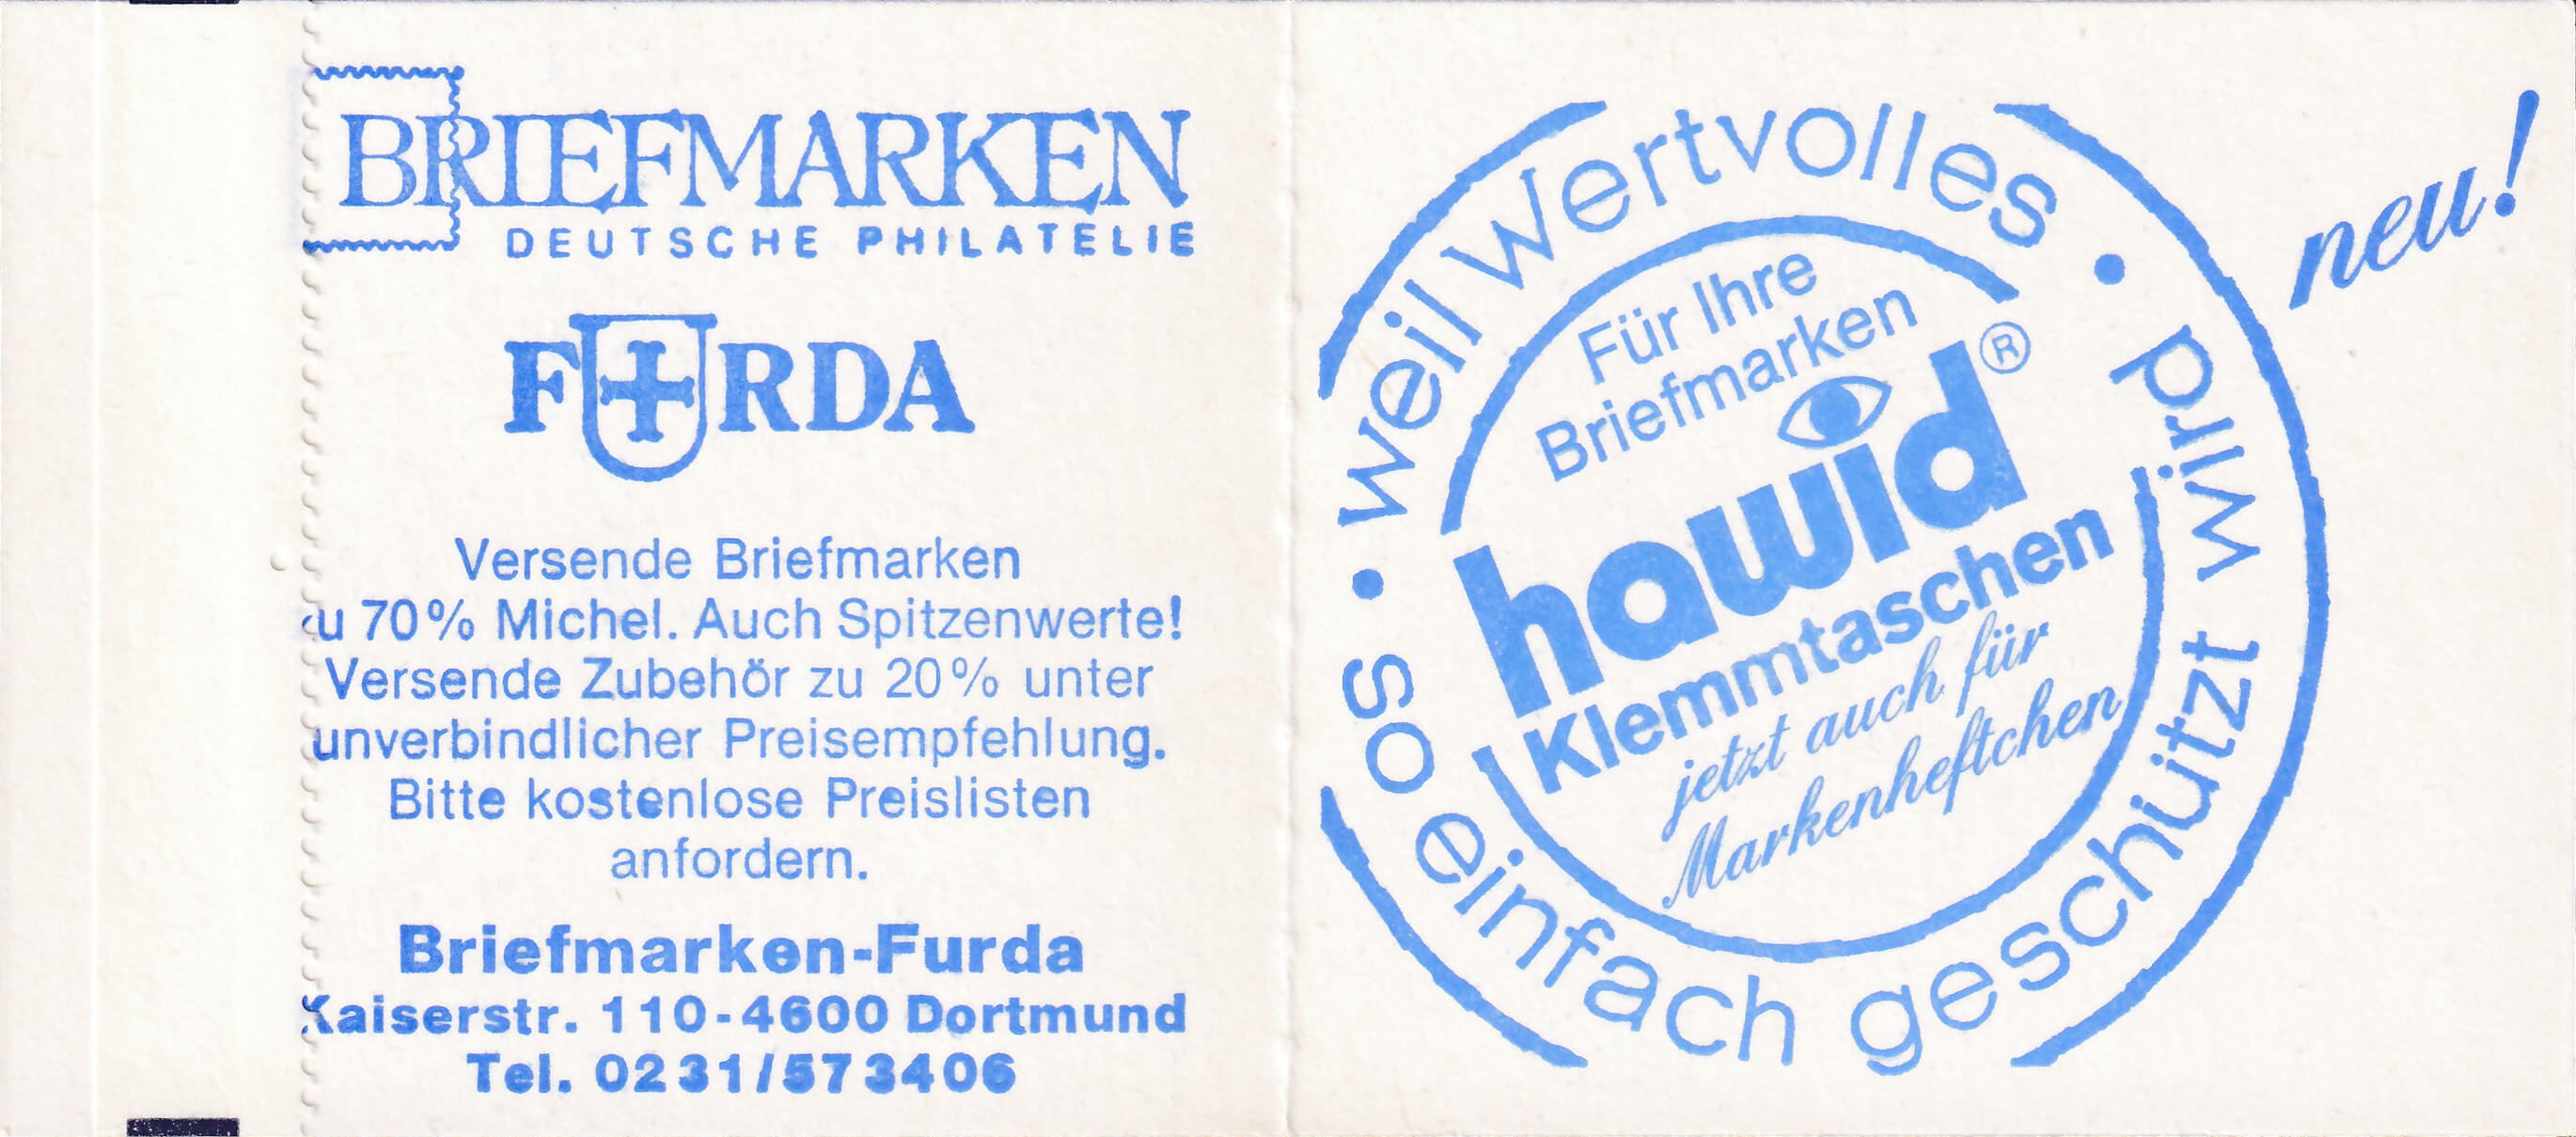 BRIEFMARKEN
DEUTSCHE PHILATELIE
FURDA
Versende Briefmarken
zu 70% Michel. Auch Spitzenwerte!
Versende Zubehör zu 20% unter
unverbindlicher Preisempfehlung.
Bitte kostenlose Preislisten
anfordern.
Briefmarken-Furda
Kaiserstr. 110-4600 Dortmund
Tel. 0231/573406
neu!
• weil Wertvolles • so einfach geschützt wird
Für Ihre
Briefmarken
hawid®
Klemmtaschen
jetzt auch für
Markenheftchen